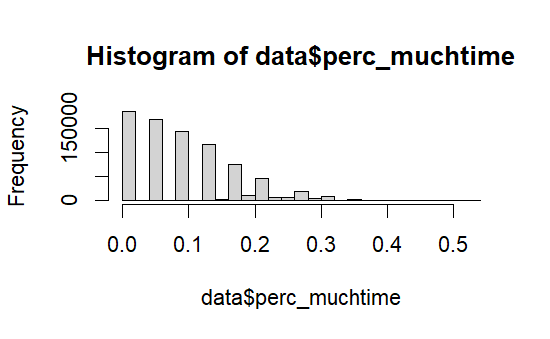 Histogram of data$perc_muchtime
Frequency
0 150000
0.0 0.1 0.2 0.3 0.4 0.5
data$perc_muchtime